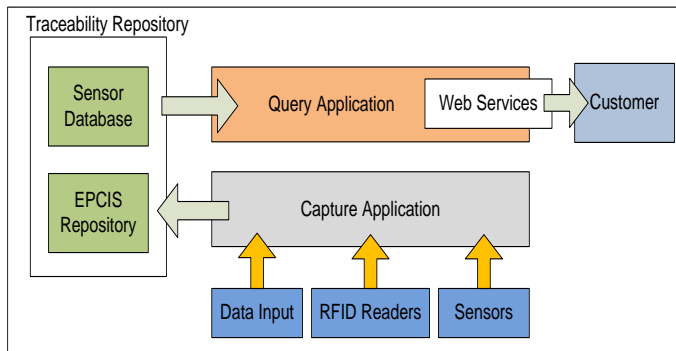 Traceability Repository
Sensor
Database
Query Application
Web Services
Customer
EPCIS
Repository
Capture Application
Data Input
RFID Readers
Sensors